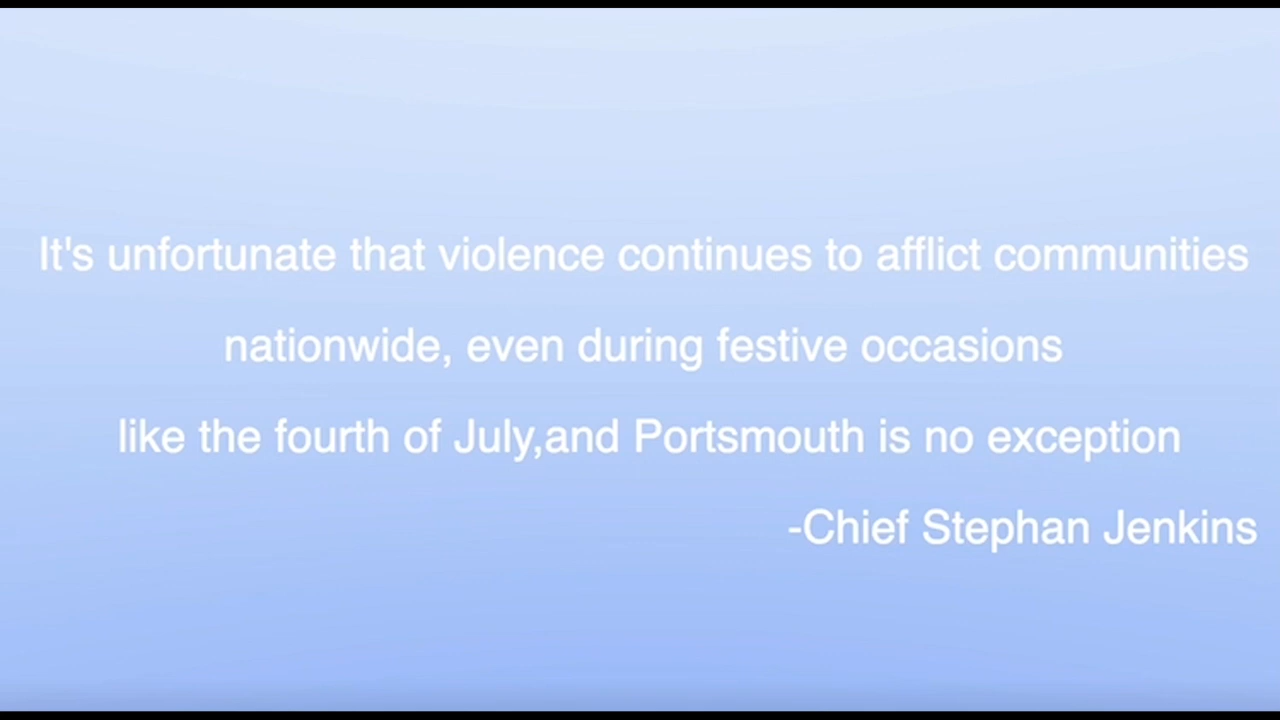 It's unfortunate that violence continues to afflict communities
nationwide, even during festive occasions
like the fourth of July,and Portsmouth is no exception
-Chief Stephan Jenkins